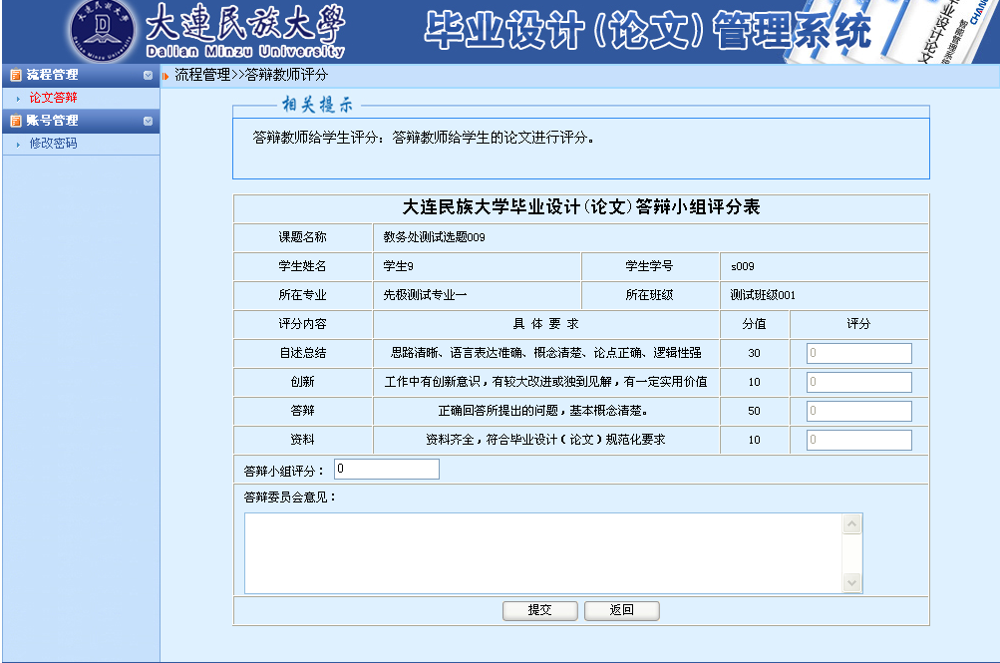 大連民族大學
Dalian Minzu University
毕业设计(论文)管理系统
流程管理
论文答辩
账号管理
修改密码
流程管理>>答辩教师评分
相关提示
答辩教师给学生评分：答辩教师给学生的论文进行评分。
大连民族大学毕业设计(论文)答辩小组评分表
课题名称 教务处测试选题009
学生姓名 学生9 学生学号 s009
所在专业 先极测试专业一 所在班级 测试班级001
评分内容 具 体 要 求 分值 评分
自述总结 思路清晰、语言表达准确、概念清楚、论点正确、逻辑性强 30 0
创新 工作中有创新意识，有较大改进或独到见解，有一定实用价值 10 0
答辩 正确回答所提出的问题，基本概念清楚。 50 0
资料 资料齐全，符合毕业设计（论文）规范化要求 10 0
答辩小组评分： 0
答辩委员会意见：
提交 返回